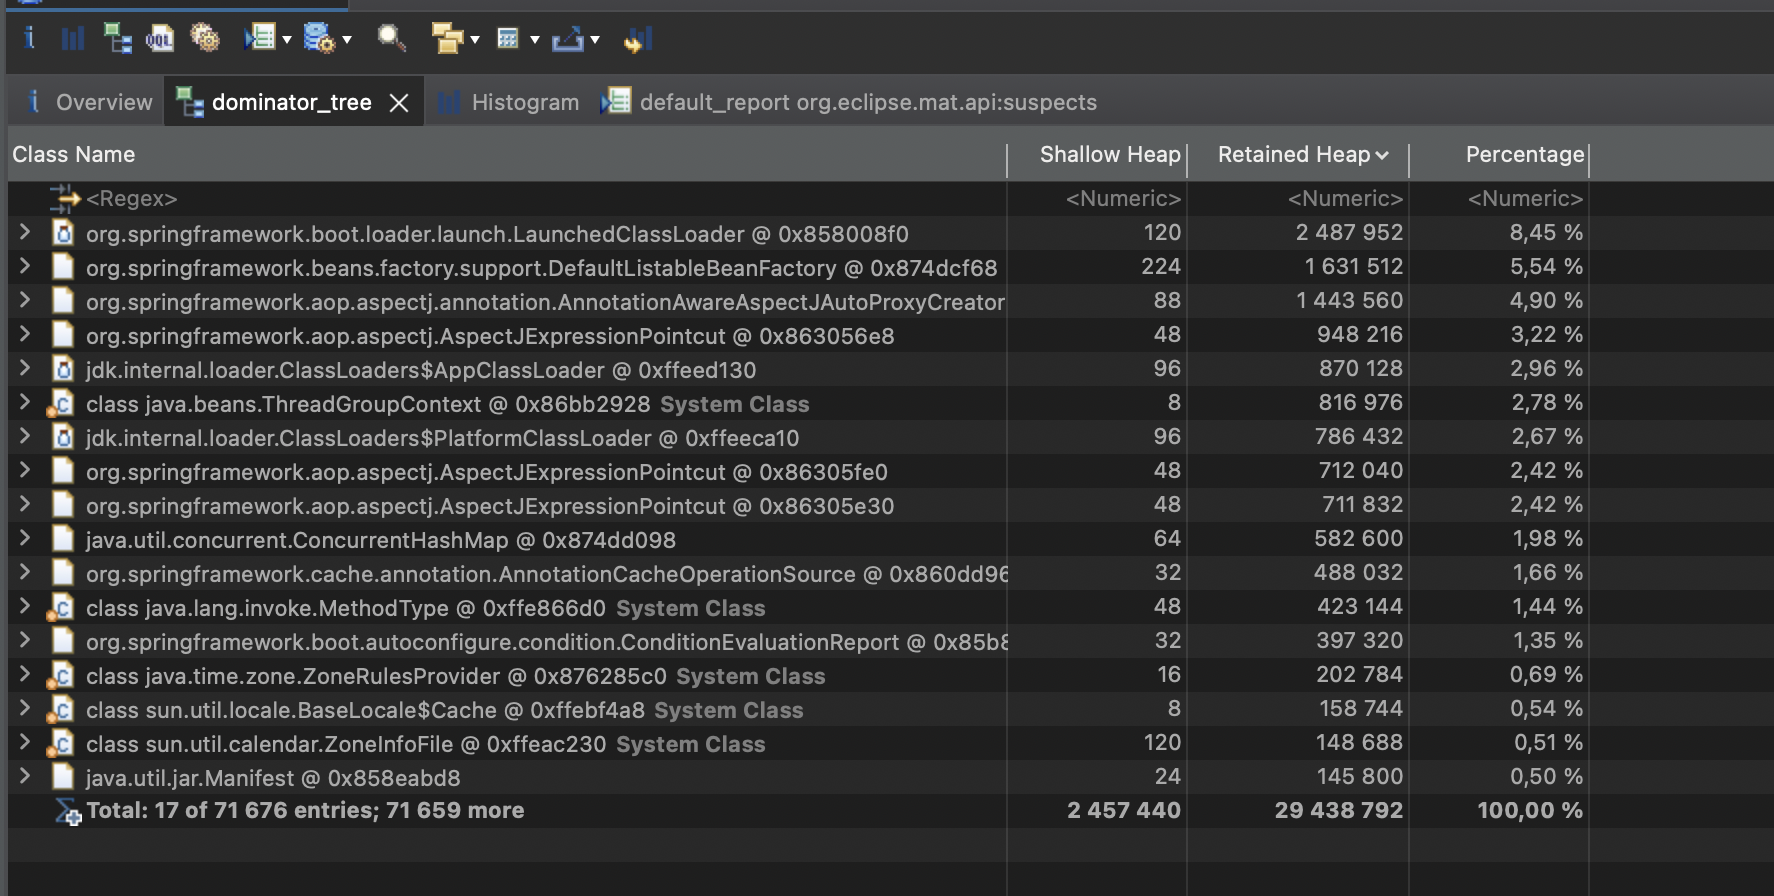 Overview dominator_tree Histogram default_report org.eclipse.mat.api:suspects
Class Name Shallow Heap Retained Heap Percentage
<Regex> <Numeric> <Numeric> <Numeric>
org.springframework.boot.loader.launch.LaunchedClassLoader @ 0x858008f0 120 2 487 952 8,45 %
org.springframework.beans.factory.support.DefaultListableBeanFactory @ 0x874dcf68 224 1 631 512 5,54 %
org.springframework.aop.aspectj.annotation.AnnotationAwareAspectJAutoProxyCreator 88 1 443 560 4,90 %
org.springframework.aop.aspectj.AspectJExpressionPointcut @ 0x863056e8 48 948 216 3,22 %
jdk.internal.loader.ClassLoaders$AppClassLoader @ 0xffeed130 96 870 128 2,96 %
class java.beans.ThreadGroupContext @ 0x86bb2928 System Class 8 816 976 2,78 %
jdk.internal.loader.ClassLoaders$PlatformClassLoader @ 0xffeeca10 96 786 432 2,67 %
org.springframework.aop.aspectj.AspectJExpressionPointcut @ 0x86305fe0 48 712 040 2,42 %
org.springframework.aop.aspectj.AspectJExpressionPointcut @ 0x86305e30 48 711 832 2,42 %
java.util.concurrent.ConcurrentHashMap @ 0x874dd098 64 582 600 1,98 %
org.springframework.cache.annotation.AnnotationCacheOperationSource @ 0x860dd96 32 488 032 1,66 %
class java.lang.invoke.MethodType @ 0xffe866d0 System Class 48 423 144 1,44 %
org.springframework.boot.autoconfigure.condition.ConditionEvaluationReport @ 0x85b8 32 397 320 1,35 %
class java.time.zone.ZoneRulesProvider @ 0x876285c0 System Class 16 202 784 0,69 %
class sun.util.locale.BaseLocale$Cache @ 0xffebf4a8 System Class 8 158 744 0,54 %
class sun.util.calendar.ZoneInfoFile @ 0xffeac230 System Class 120 148 688 0,51 %
java.util.jar.Manifest @ 0x858eabd8 24 145 800 0,50 %
Total: 17 of 71 676 entries; 71 659 more 2 457 440 29 438 792 100,00 %